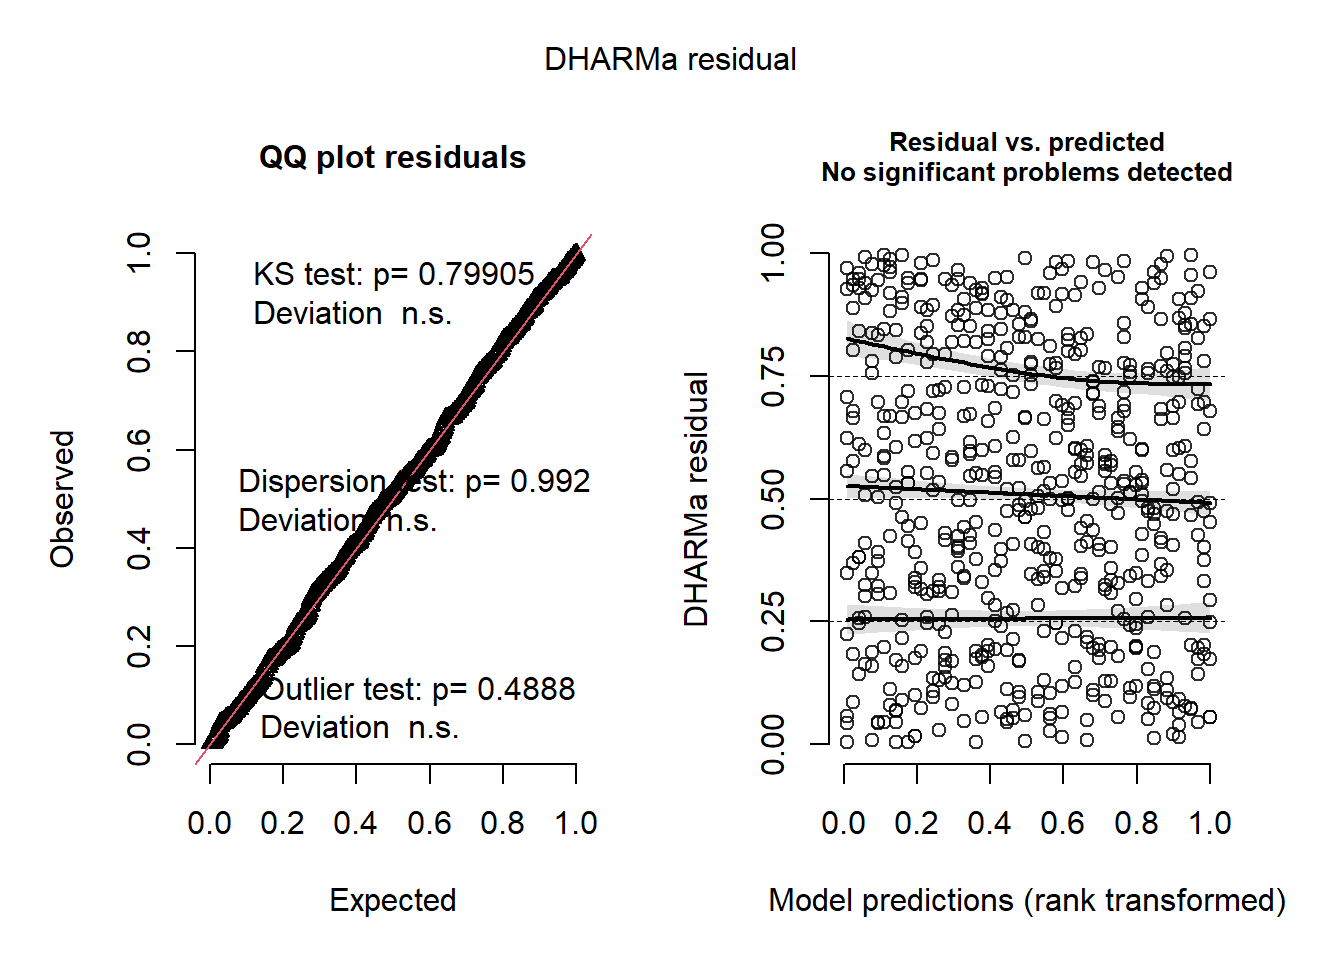 DHARMa residual
QQ plot residuals
KS test: p= 0.79905
Deviation  n.s.
Dispersion test: p= 0.992
Deviation  n.s.
Outlier test: p= 0.4888
Deviation  n.s.
Observed
0.0
0.2
0.4
0.6
0.8
1.0
0.0 0.2 0.4 0.6 0.8 1.0
Expected
Residual vs. predicted
No significant problems detected
DHARMa residual
0.00
0.25
0.50
0.75
1.00
0.0 0.2 0.4 0.6 0.8 1.0
Model predictions (rank transformed)